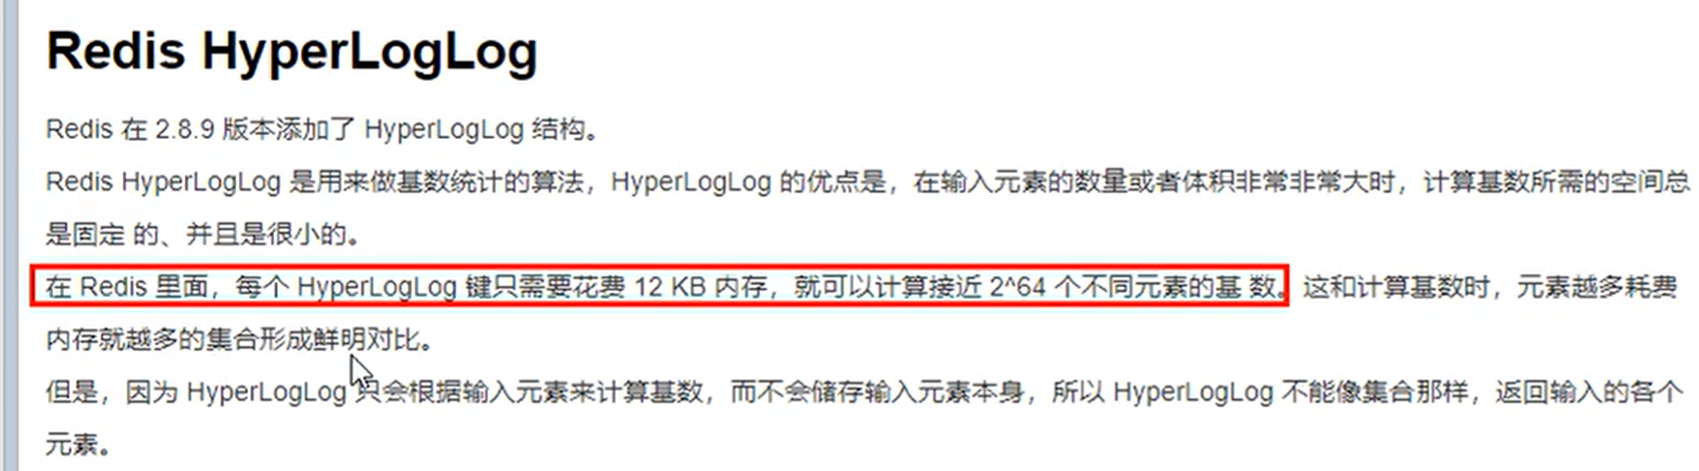 Redis HyperLogLog
Redis 在 2.8.9 版本添加了 HyperLogLog 结构。
Redis HyperLogLog 是用来做基数统计的算法，HyperLogLog 的优点是，在输入元素的数量或者体积非常非常大时，计算基数所需的空间总
是固定 的、并且是很小的。
在 Redis 里面，每个 HyperLogLog 键只需要花费 12 KB 内存，就可以计算接近 2^64 个不同元素的基 数。这和计算基数时，元素越多耗费
内存就越多的集合形成鲜明对比。
但是，因为 HyperLogLog 只会根据输入元素来计算基数，而不会储存输入元素本身，所以 HyperLogLog 不能像集合那样，返回输入的各个
元素。